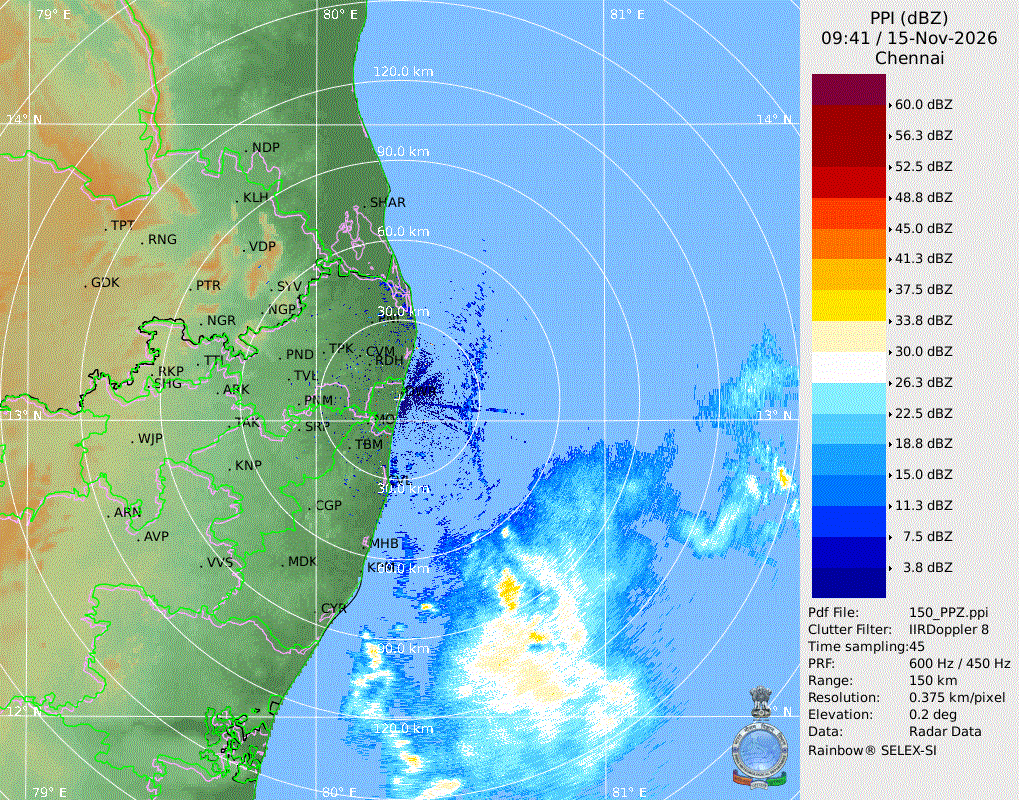 79° E
80° E
81° E
120.0 km
14° N
14° N
NDP
90.0 km
KLH
SHAR
TPT
RNG
60.0 km
VDP
GDK
PTR
SYV
NGP
30.0 km
NGR
TPK
PND
CVM
RDH
TTI
RKP
SHG
TVL
ARK
PNM
13° N
13° N
TAK
SRP
MO
TBM
WJP
KNP
30.0 km
ARN
CGP
AVP
MHB
VVS
MDK
60.0 km
CYR
90.0 km
12° N
120.0 km
79° E
80° E
81° E
PPI (dBZ)
09:41 / 15-Nov-2026
Chennai
60.0 dBZ
56.3 dBZ
52.5 dBZ
48.8 dBZ
45.0 dBZ
41.3 dBZ
37.5 dBZ
33.8 dBZ
30.0 dBZ
26.3 dBZ
22.5 dBZ
18.8 dBZ
15.0 dBZ
11.3 dBZ
7.5 dBZ
3.8 dBZ
Pdf File: 150_PPZ.ppi
Clutter Filter: IIRDoppler 8
Time sampling:45
PRF: 600 Hz / 450 Hz
Range: 150 km
Resolution: 0.375 km/pixel
Elevation: 0.2 deg
Data: Radar Data
Rainbow® SELEX-SI